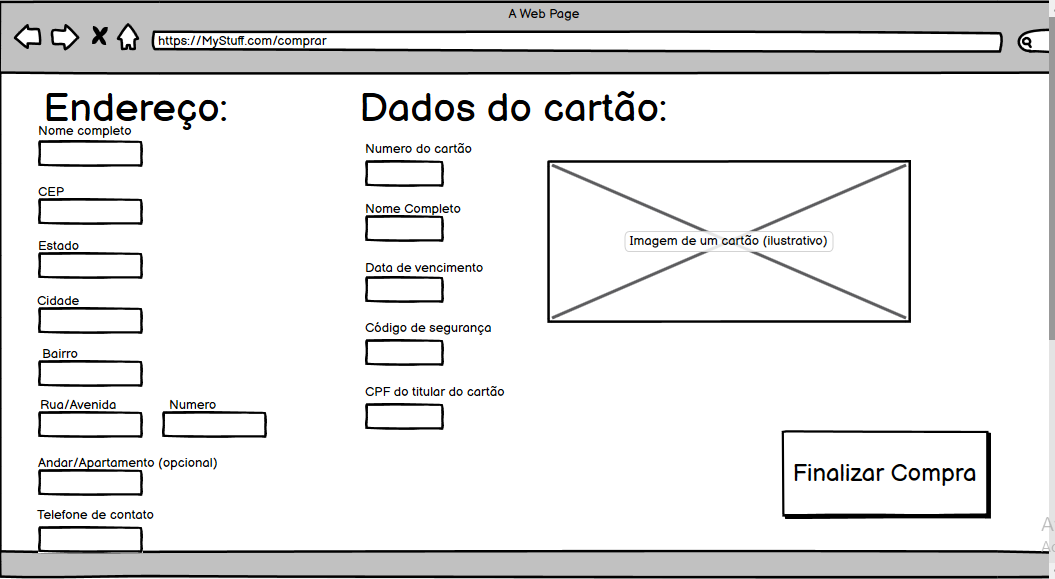 A Web Page
https://MyStuff.com/comprar
Endereço:
Nome completo
CEP
Estado
Cidade
Bairro
Rua/Avenida
Numero
Andar/Apartamento (opcional)
Telefone de contato
Dados do cartão:
Numero do cartão
Nome Completo
Data de vencimento
Código de segurança
CPF do titular do cartão
Imagem de um cartão (ilustrativo)
Finalizar Compra